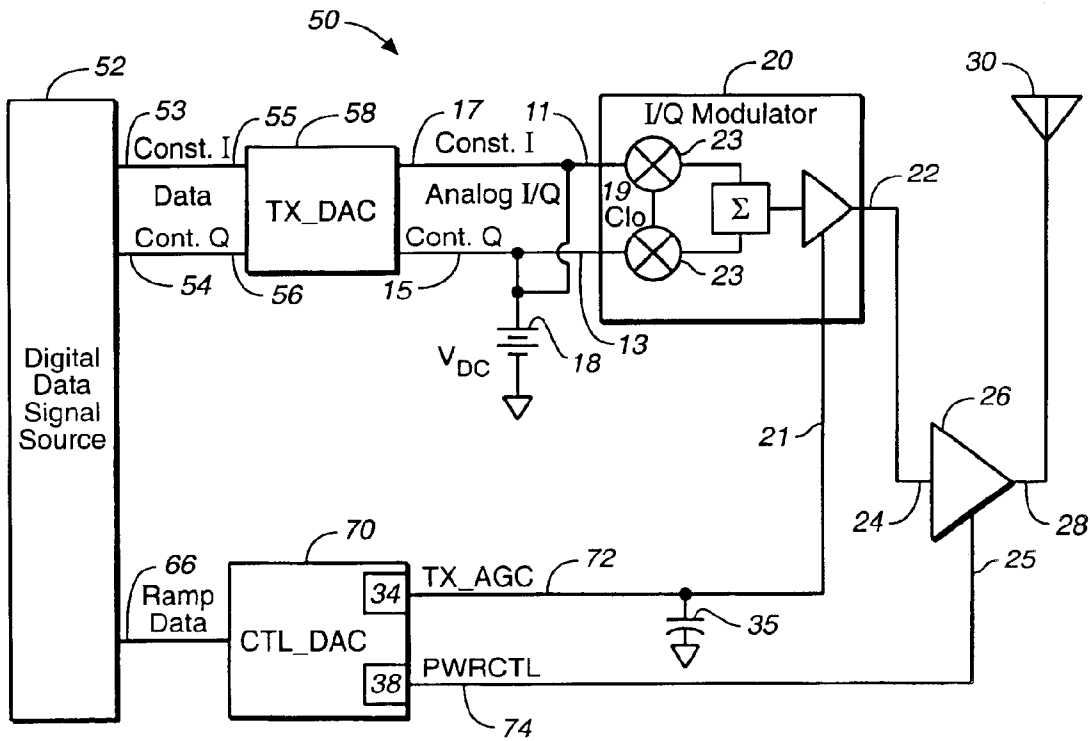 50
52
53
55
58
17
11
20
30
Const. I
Const. I
I/Q Modulator
23
Data
TX_DAC
Analog I/Q
19
Clo
Σ
22
Cont. Q
Cont. Q
23
54
56
15
18
13
V DC
Digital
Data
Signal
Source
21
26
24
28
25
70
72
66
Ramp
Data
34
TX_AGC
35
CTL_DAC
38
PWRCTL
74